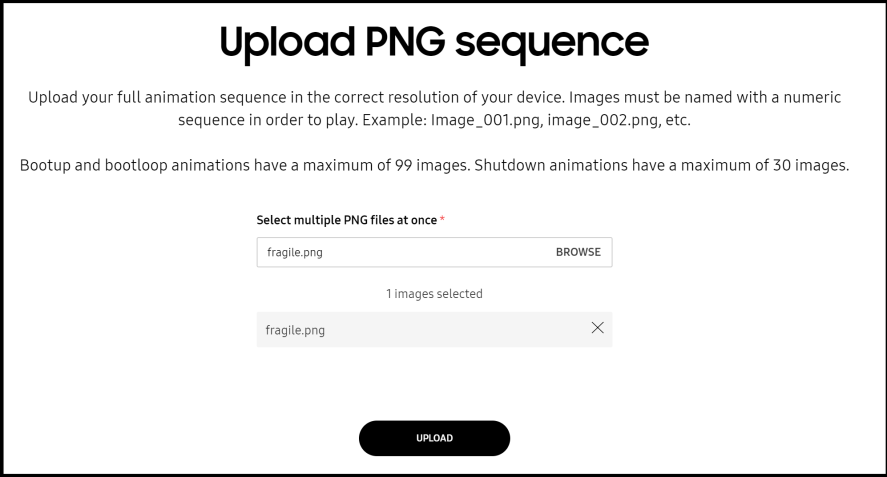 Upload PNG sequence
Upload your full animation sequence in the correct resolution of your device. Images must be named with a numeric
sequence in order to play. Example: Image_001.png, image_002.png, etc.
Bootup and bootloop animations have a maximum of 99 images. Shutdown animations have a maximum of 30 images.
Select multiple PNG files at once *
fragile.png BROWSE
1 images selected
fragile.png
UPLOAD